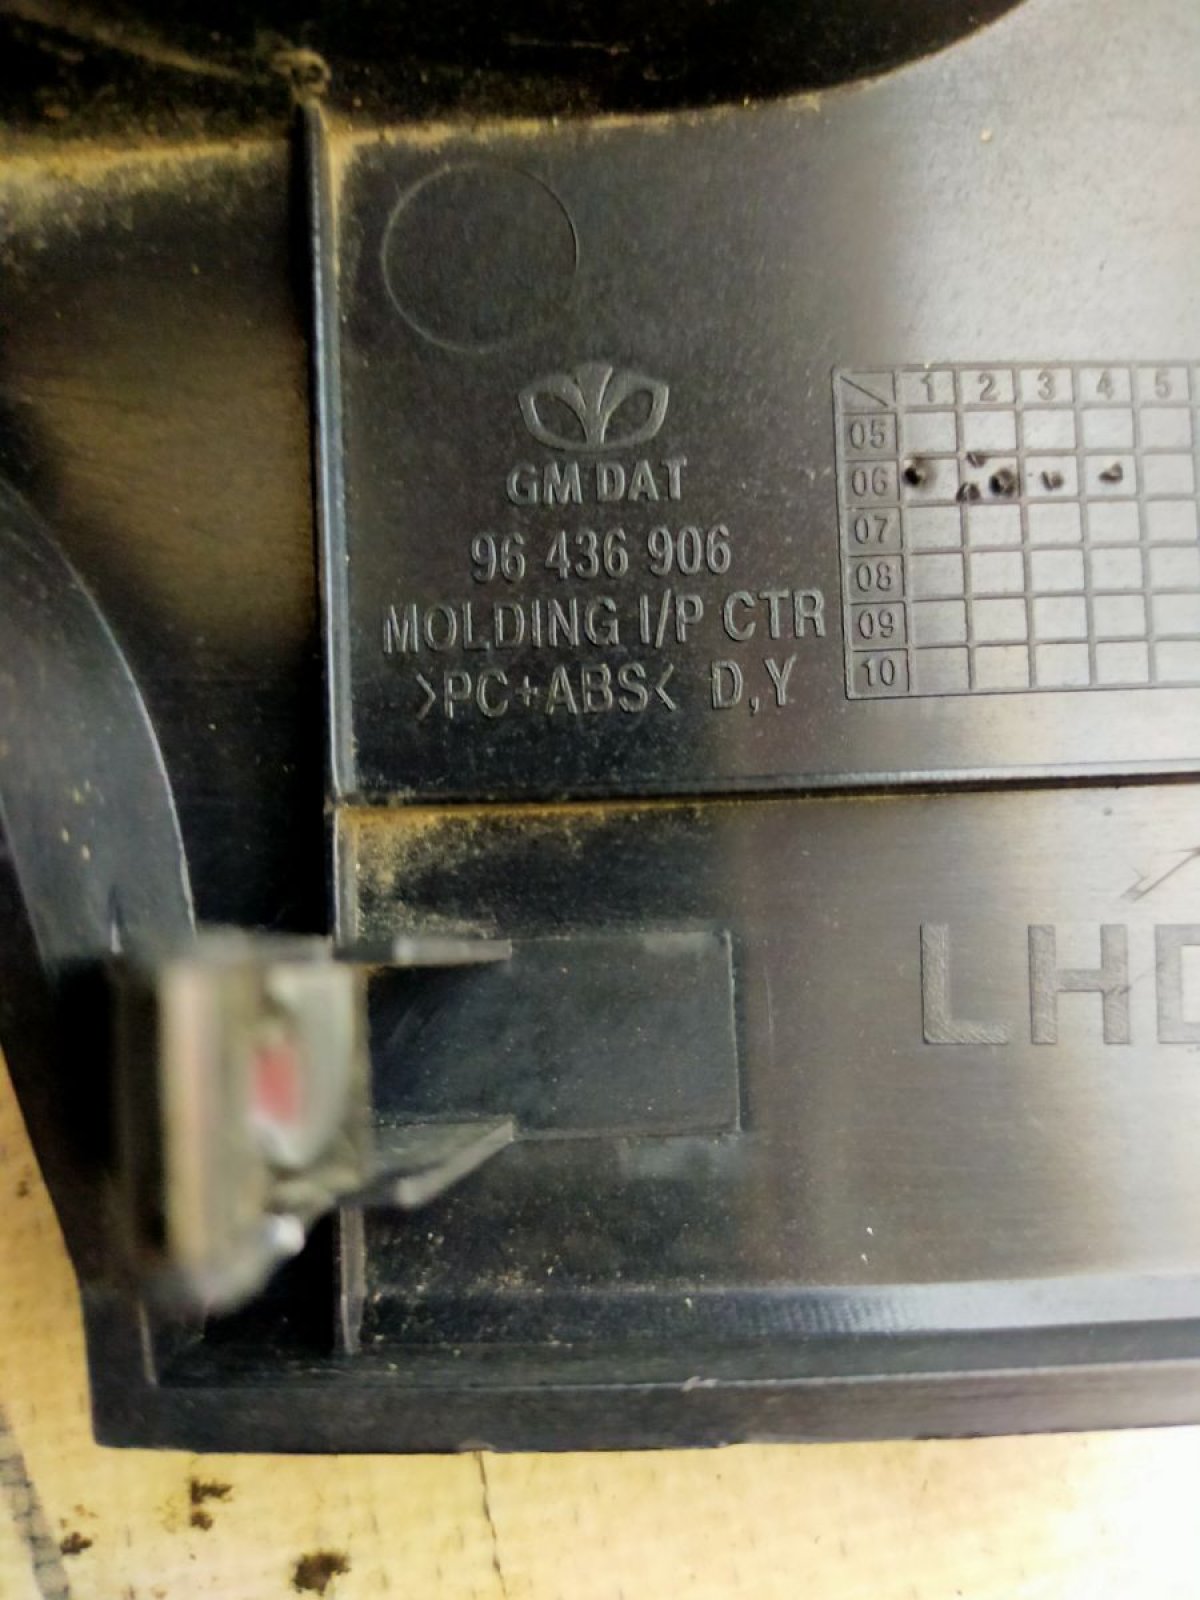 GM DAT
96 436 906
MOLDING I/P CTR
>PC+ABS< D,Y
1 2 3 4 5
05
06
07
08
09
10
LHD